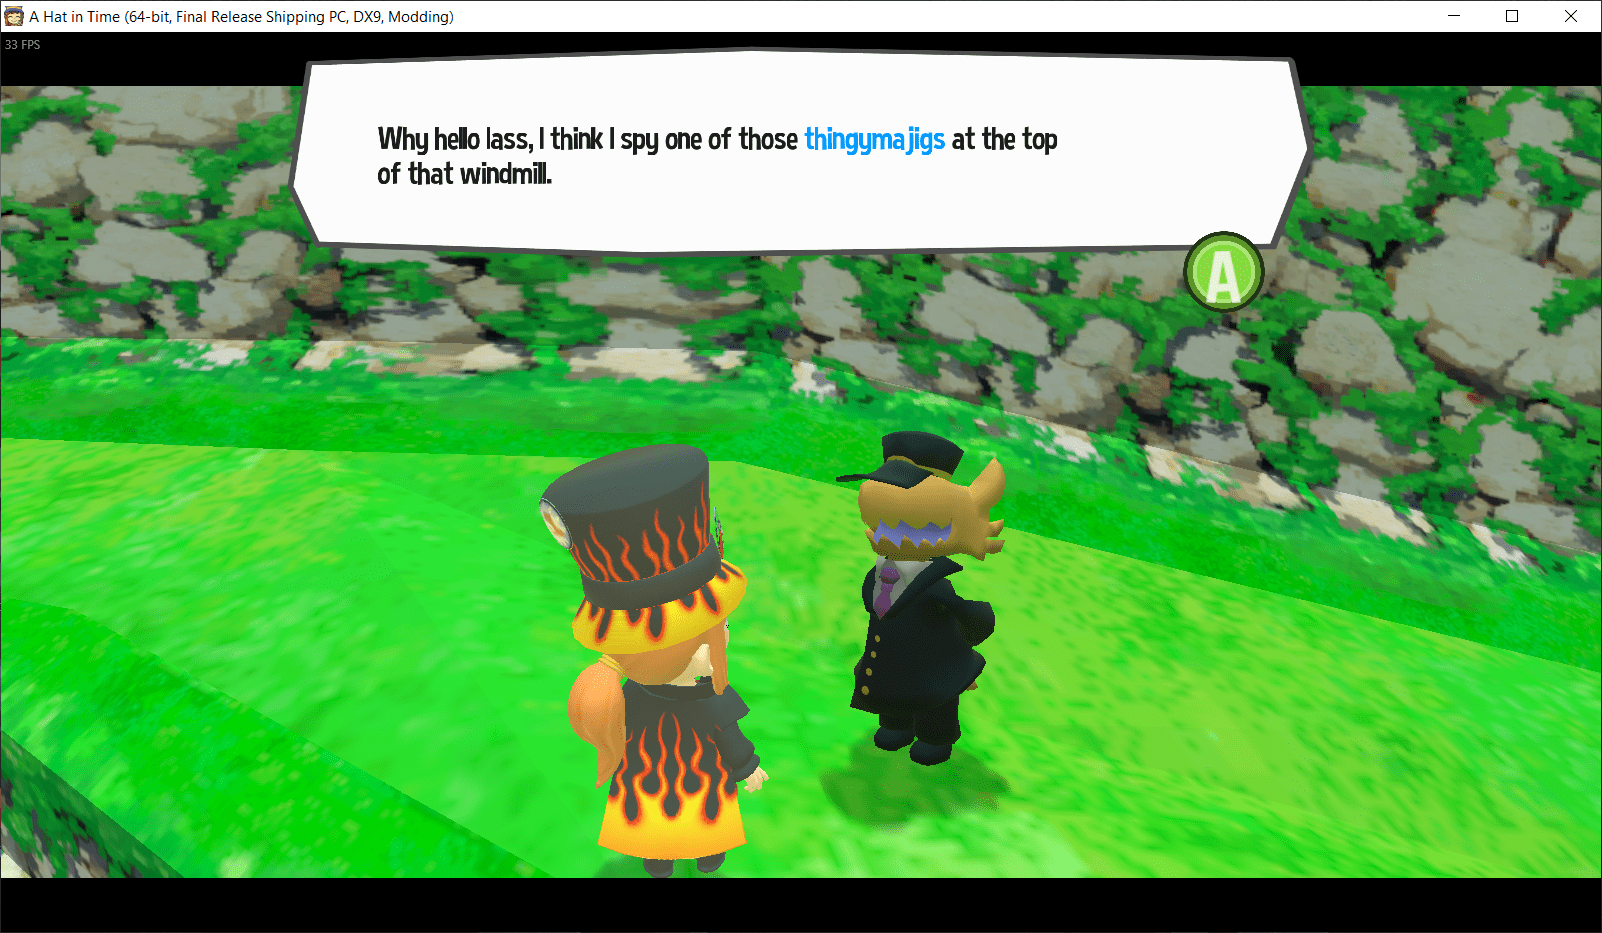 A Hat in Time (64-bit, Final Release Shipping PC, DX9, Modding)
33 FPS
Why hello lass, I think I spy one of those thingymajigs at the top
of that windmill.
A